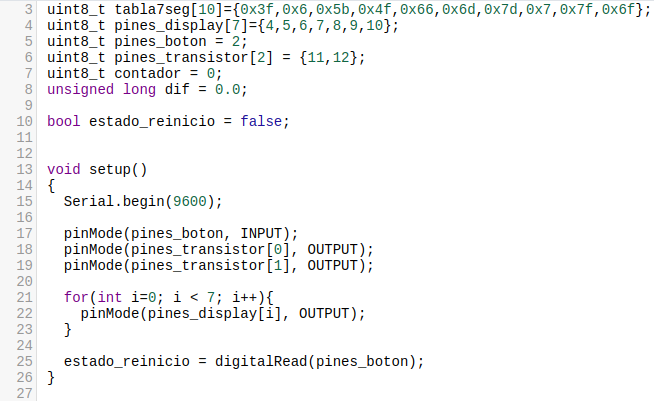 3 uint8_t tabla7seg[10]={0x3f,0x6,0x5b,0x4f,0x66,0x6d,0x7d,0x7,0x7f,0x6f};
4 uint8_t pines_display[7]={4,5,6,7,8,9,10};
5 uint8_t pines_boton = 2;
6 uint8_t pines_transistor[2] = {11,12};
7 uint8_t contador = 0;
8 unsigned long dif = 0.0;
9
10 bool estado_reinicio = false;
11
12
13 void setup()
14 {
15   Serial.begin(9600);
16
17   pinMode(pines_boton, INPUT);
18   pinMode(pines_transistor[0], OUTPUT);
19   pinMode(pines_transistor[1], OUTPUT);
20
21   for(int i=0; i < 7; i++){
22     pinMode(pines_display[i], OUTPUT);
23   }
24
25   estado_reinicio = digitalRead(pines_boton);
26 }
27